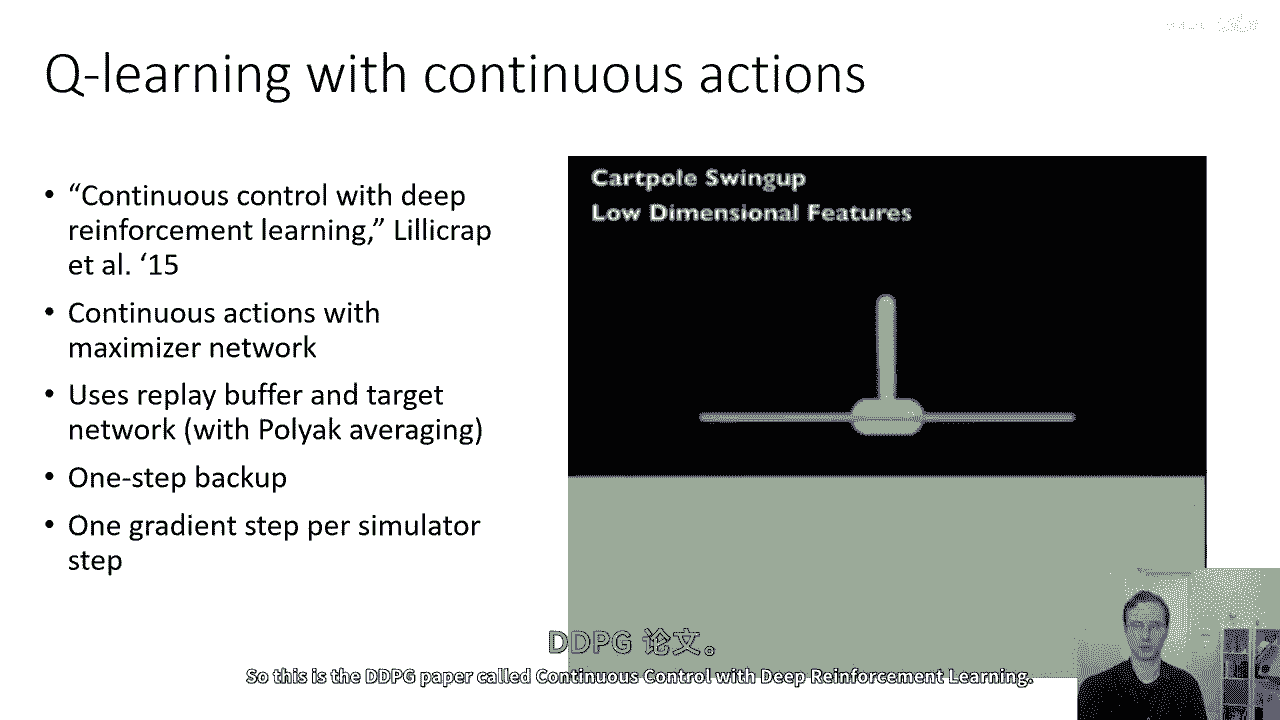 Q-learning with continuous actions
• “Continuous control with deep
reinforcement learning,” Lillicrap
et al. ‘15
• Continuous actions with
maximizer network
• Uses replay buffer and target
network (with Polyak averaging)
• One-step backup
• One gradient step per simulator
step
Cartpole Swingup
Low Dimensional Features
DDPG 论文。
So this is the DDPG paper called Continuous Control with Deep Reinforcement Learning.